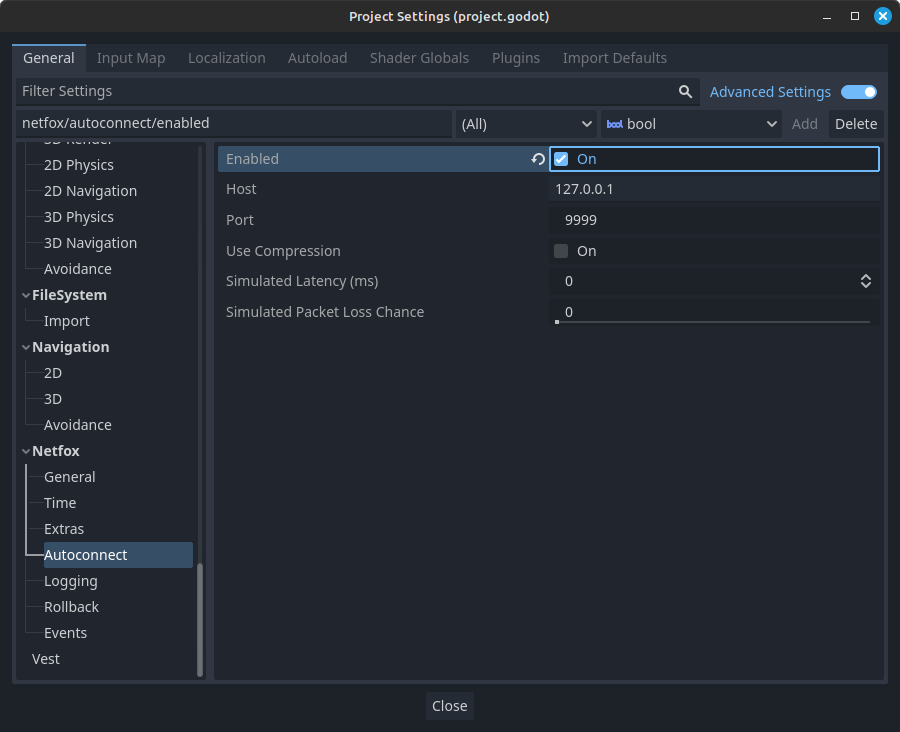 Project Settings (project.godot)
General Input Map Localization Autoload Shader Globals Plugins Import Defaults
Filter Settings Advanced Settings
netfox/autoconnect/enabled (All) bool bool Add Delete
3D Render
2D Physics
2D Navigation
3D Physics
3D Navigation
Avoidance
FileSystem
Import
Navigation
2D
3D
Avoidance
Netfox
General
Time
Extras
Autoconnect
Logging
Rollback
Events
Vest
Enabled On
Host 127.0.0.1
Port 9999
Use Compression On
Simulated Latency (ms) 0
Simulated Packet Loss Chance 0
Close